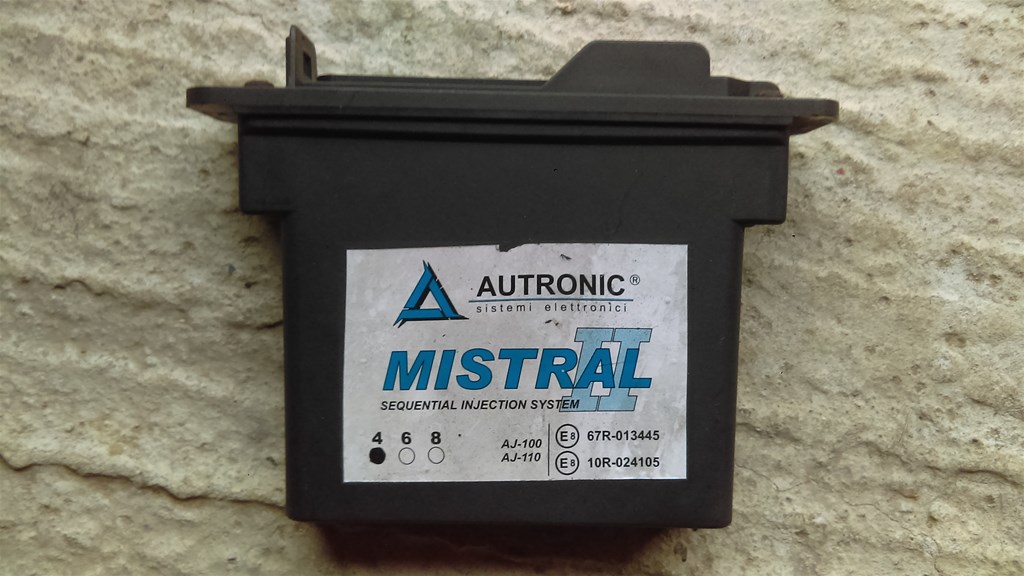 AUTRONIC®
sistemi elettronici
MISTRAL II
SEQUENTIAL INJECTION SYSTEM
4 6 8
AJ-100
AJ-110
E8 67R-013445
E8 10R-024105